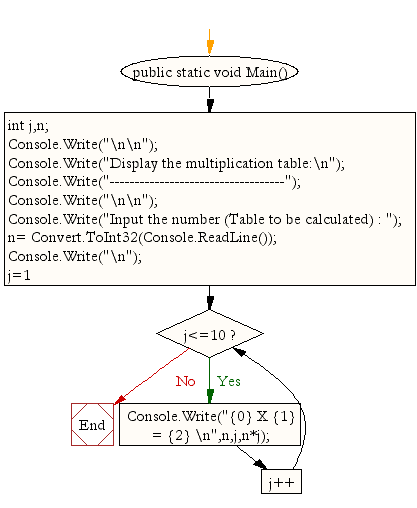 public static void Main()
int j,n;
Console.Write("\n\n");
Console.Write("Display the multiplication table:\n");
Console.Write("-----------------------------------");
Console.Write("\n\n");
Console.Write("Input the number (Table to be calculated) : ");
n= Convert.ToInt32(Console.ReadLine());
Console.Write("\n");
j=1
j<=10 ?
No
Yes
End
Console.Write("{0} X {1}
= {2} \n",n,j,n*j);
j++